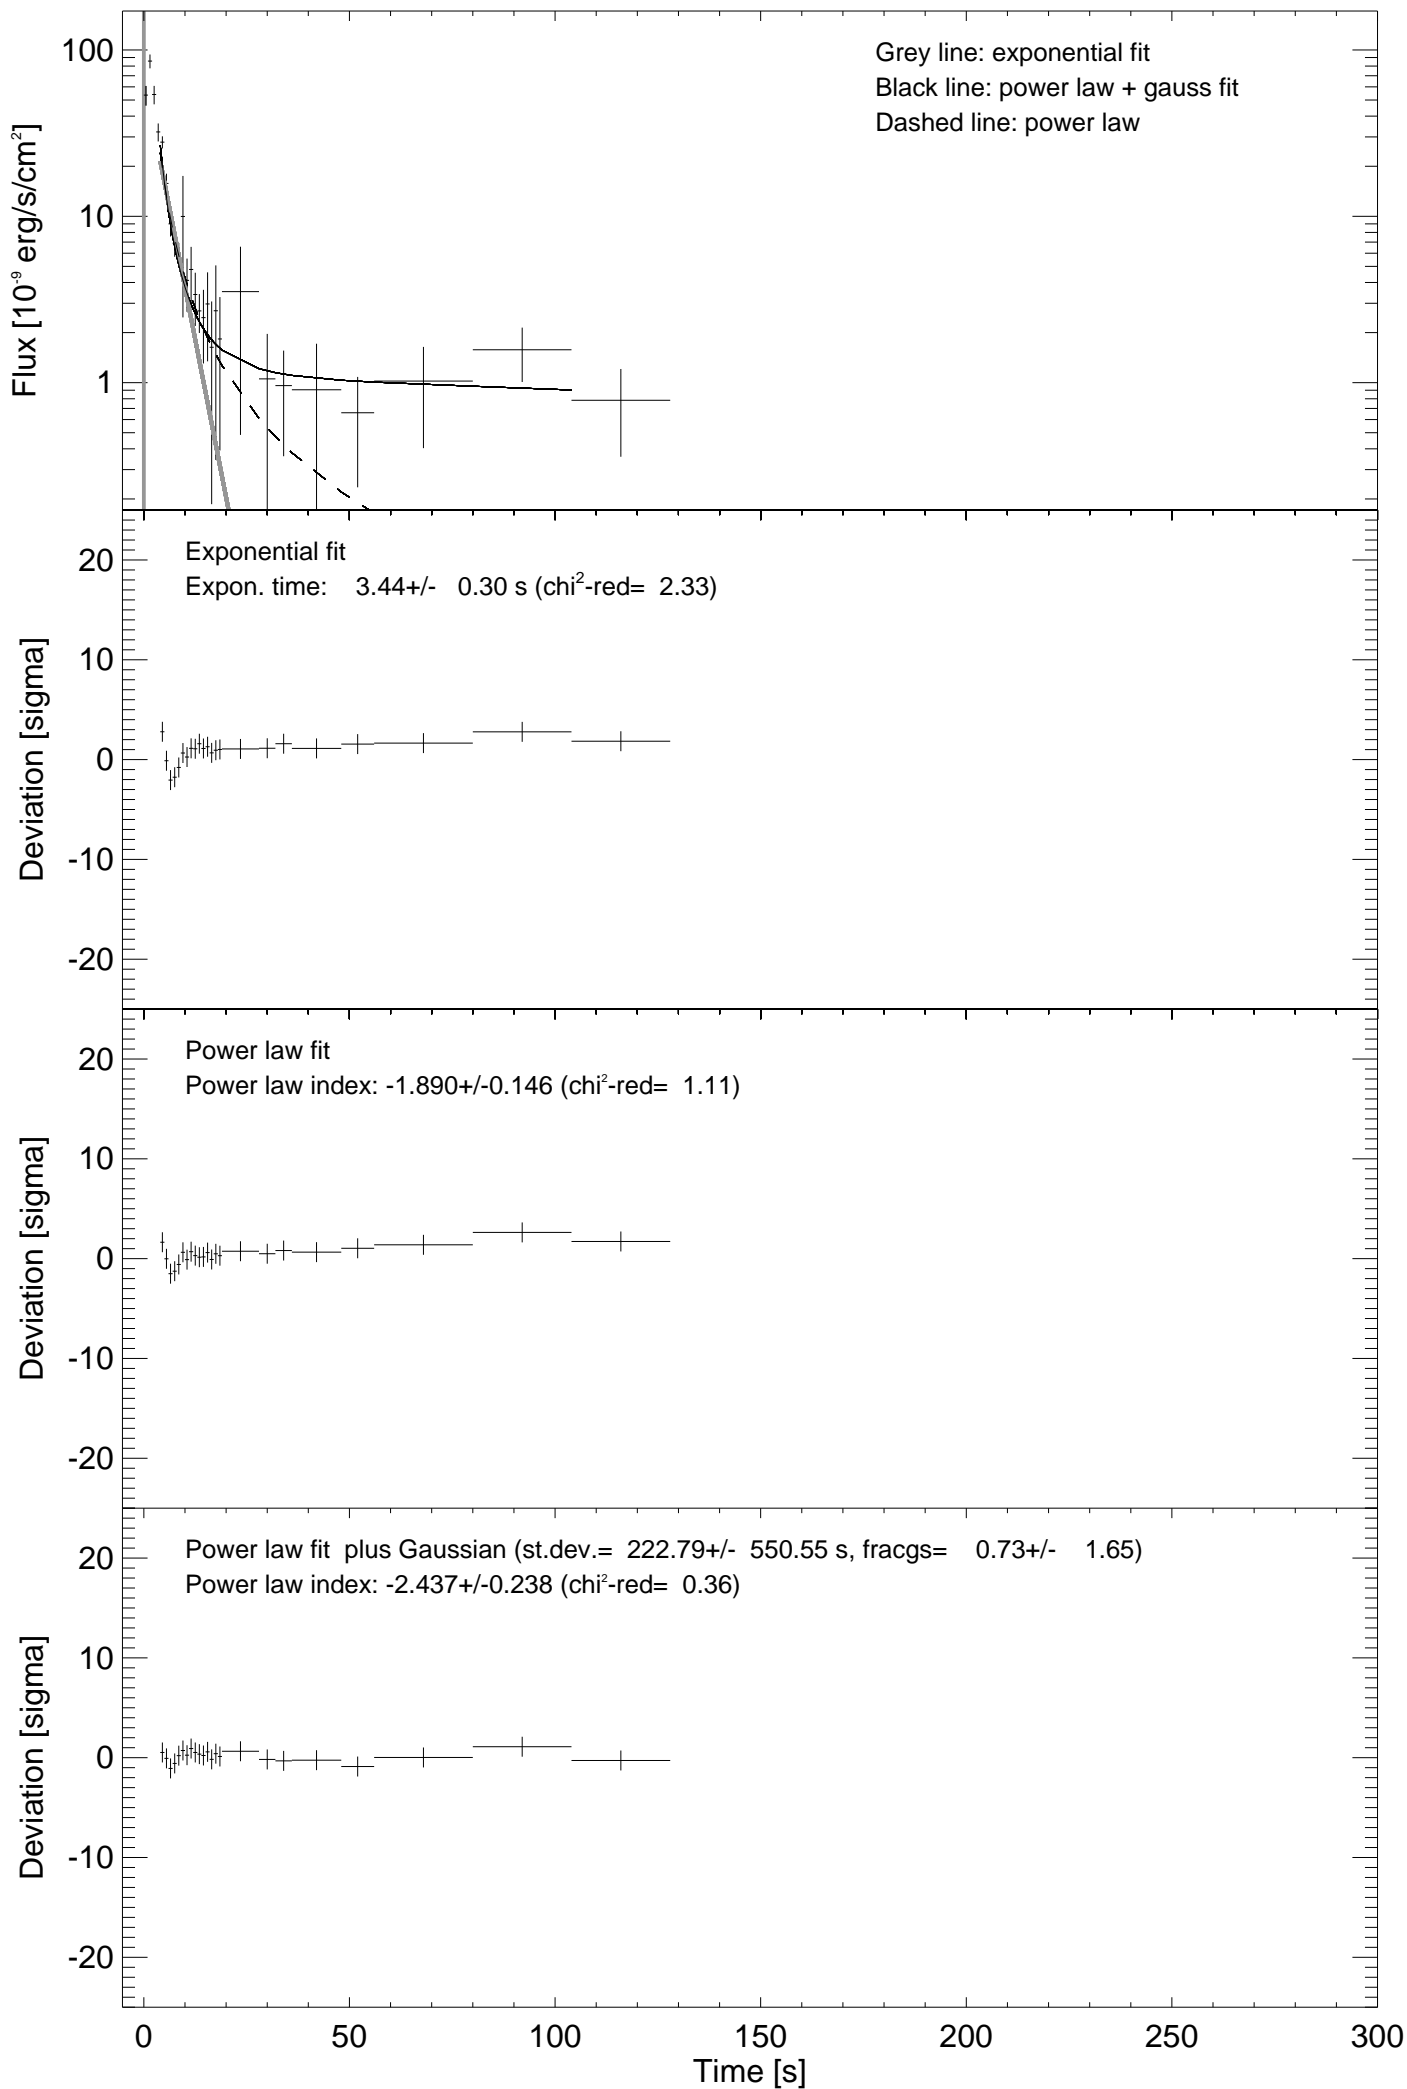 Grey line: exponential fit
Black line: power law + gauss fit
Dashed line: power law
100
10
1
Flux [10⁻⁹ erg/s/cm²]
Exponential fit
Expon. time: 3.44+/- 0.30 s (chi²-red= 2.33)
20
10
0
-10
-20
Deviation [sigma]
Power law fit
Power law index: -1.890+/-0.146 (chi²-red= 1.11)
20
10
0
-10
-20
Deviation [sigma]
Power law fit plus Gaussian (st.dev.= 222.79+/- 550.55 s, fracgs= 0.73+/- 1.65)
Power law index: -2.437+/-0.238 (chi²-red= 0.36)
20
10
0
-10
-20
Deviation [sigma]
0 50 100 150 200 250 300
Time [s]